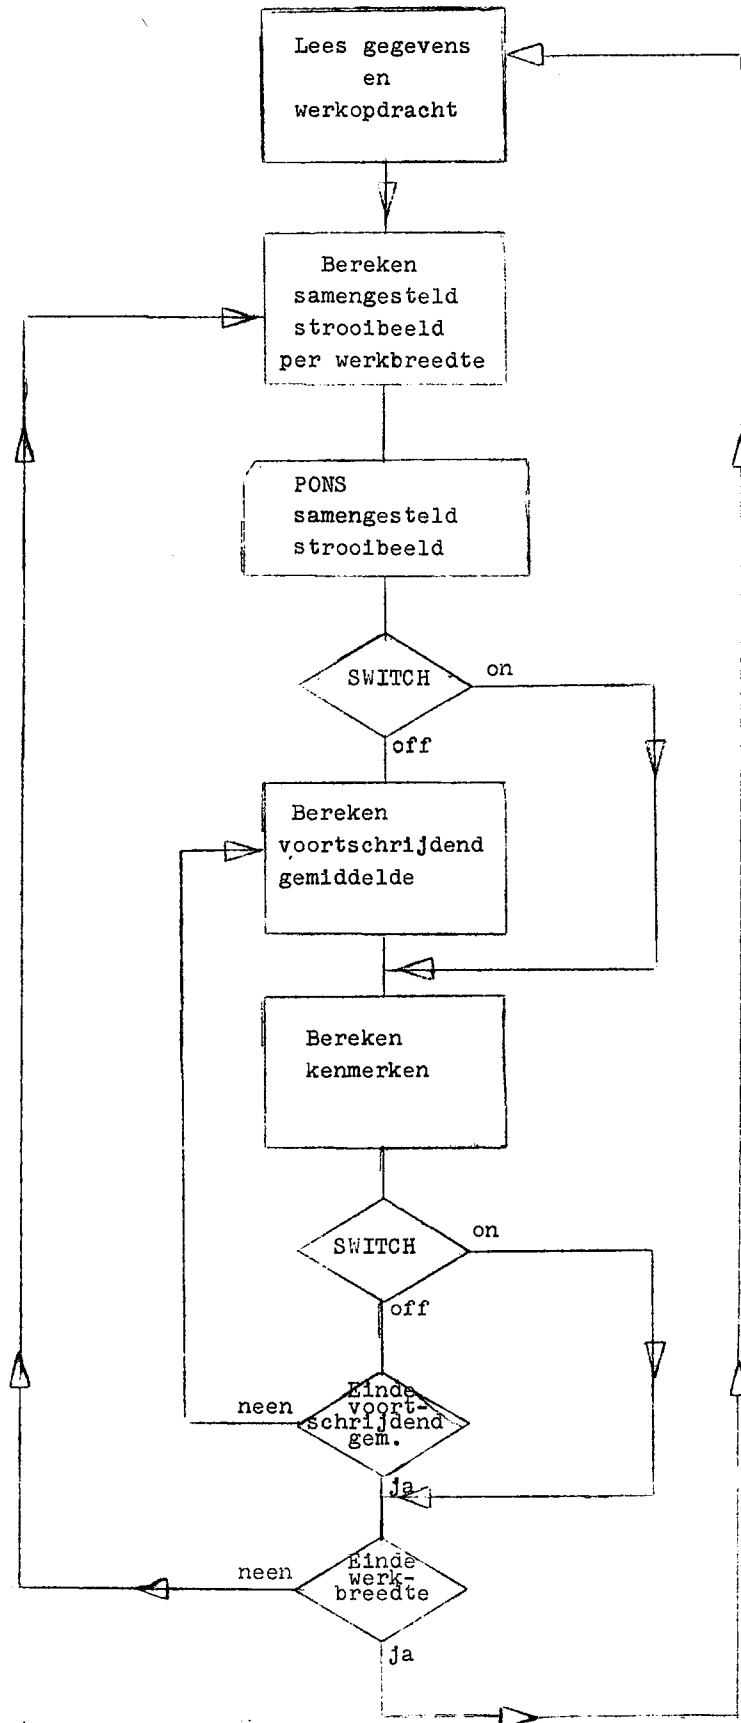 Lees gegevens
en
werkopdracht
Bereken
samengesteld
strooibeeld
per werkbreedte
PONS
samengesteld
strooibeeld
SWITCH
on
off
Bereken
voortschrijdend
gemiddelde
Bereken
kenmerken
SWITCH
on
off
Einde
voort-
schrijdend
gem.
neen
ja
Einde
werk-
breedte
neen
ja